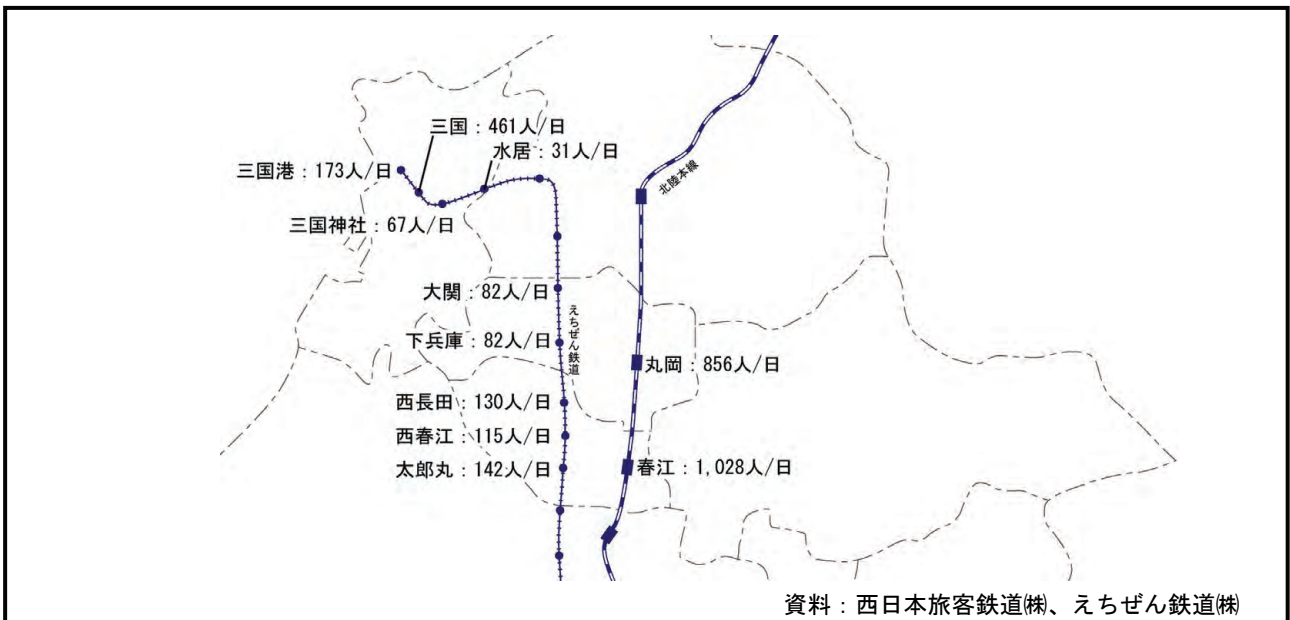 三国：461人/日
水居：31人/日
三国港：173人/日
北陸本線
三国神社：67人/日
大関：82人/日
えちぜん鉄道
下兵庫：82人/日
丸岡：856人/日
西長田：130人/日
西春江：115人/日
太郎丸：142人/日
春江：1,028人/日
資料：西日本旅客鉄道㈱、えちぜん鉄道㈱